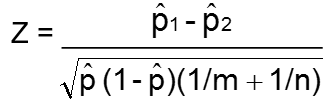 Z = (p̂1 - p̂2) / √(p̂ (1 - p̂)(1/m + 1/n))